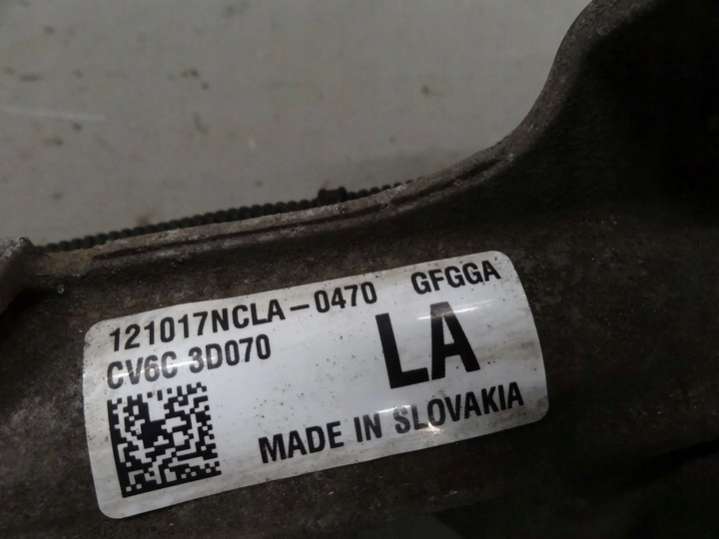 121017NCLA-0470 GFGGA
CV6C 3D070
LA
MADE IN SLOVAKIA